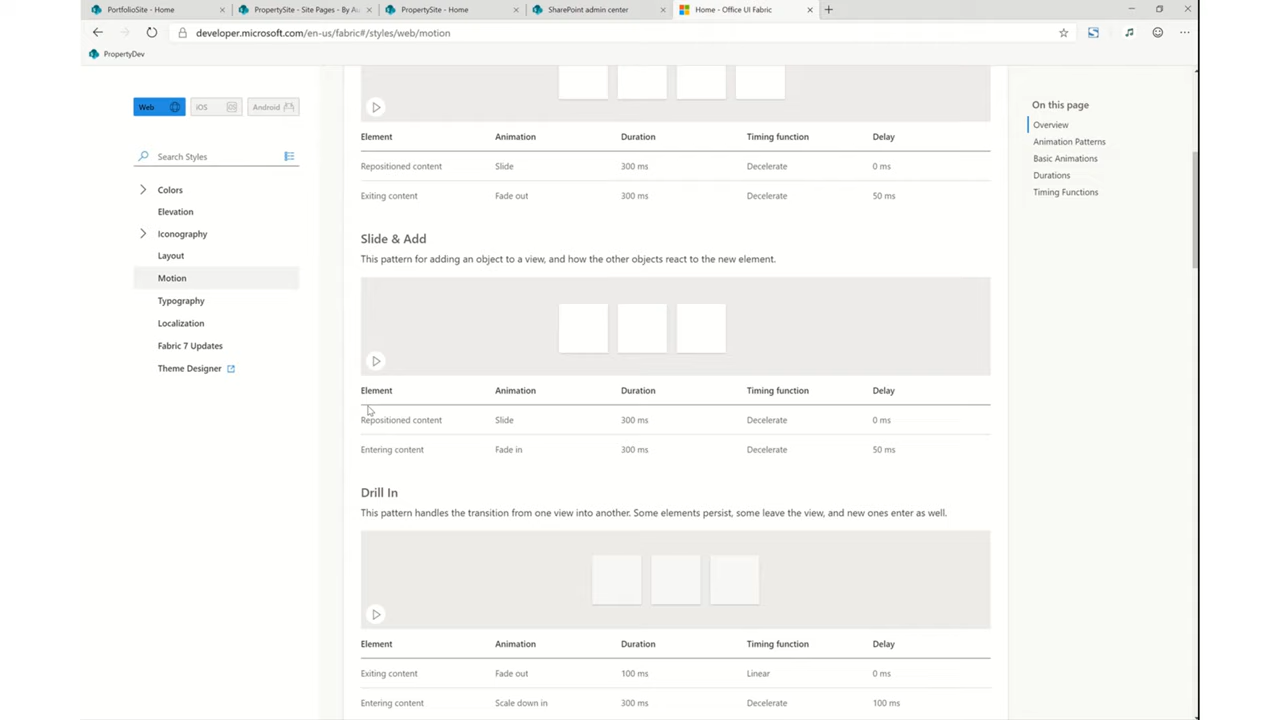 PortfolioSite - Home
PropertySite - Site Pages - By Au
PropertySite - Home
SharePoint admin center
Home - Office UI Fabric
developer.microsoft.com/en-us/fabric#/styles/web/motion
PropertyDev
Web
iOS
Android
Search Styles
Colors
Elevation
Iconography
Layout
Motion
Typography
Localization
Fabric 7 Updates
Theme Designer
Element Animation Duration Timing function Delay
Repositioned content Slide 300 ms Decelerate 0 ms
Exiting content Fade out 300 ms Decelerate 50 ms
Slide & Add
This pattern for adding an object to a view, and how the other objects react to the new element.
Element Animation Duration Timing function Delay
Repositioned content Slide 300 ms Decelerate 0 ms
Entering content Fade in 300 ms Decelerate 50 ms
Drill In
This pattern handles the transition from one view into another. Some elements persist, some leave the view, and new ones enter as well.
Element Animation Duration Timing function Delay
Exiting content Fade out 100 ms Linear 0 ms
Entering content Scale down in 300 ms Decelerate 100 ms
On this page
Overview
Animation Patterns
Basic Animations
Durations
Timing Functions